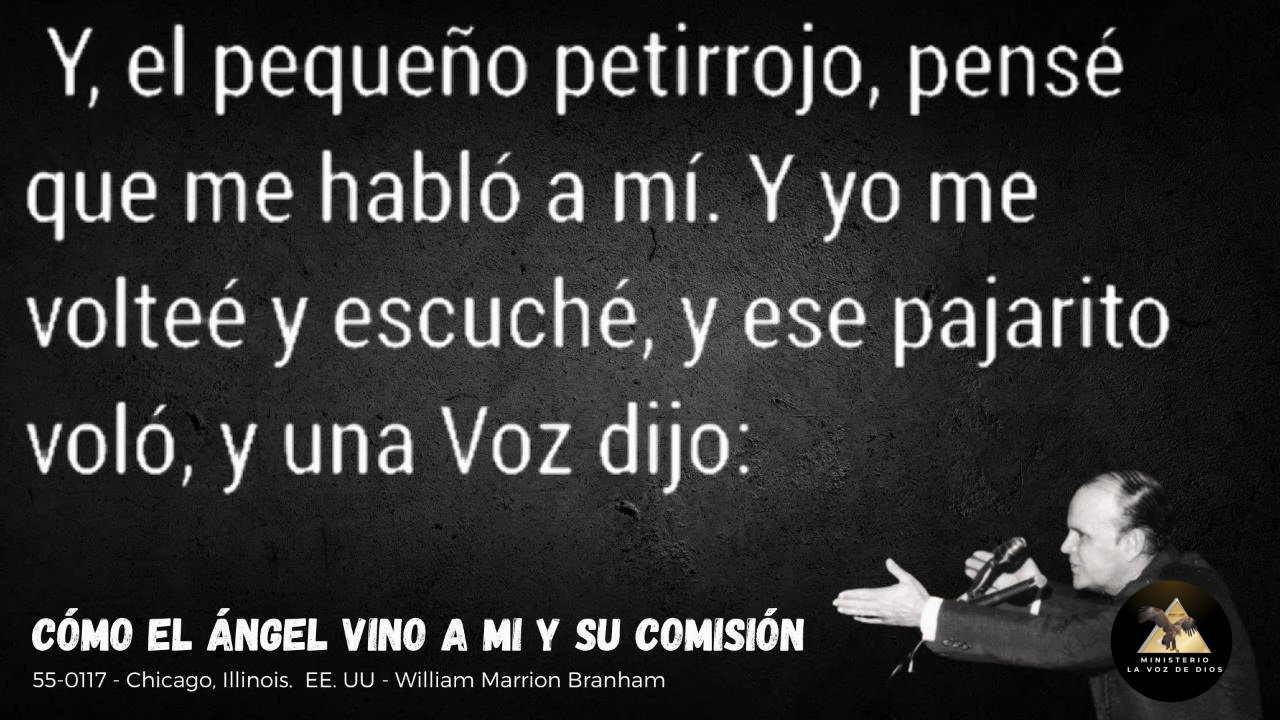 Y, el pequeño petirrojo, pensé
que me habló a mí. Y yo me
volteé y escuché, y ese pajarito
voló, y una Voz dijo:
CÓMO EL ÁNGEL VINO A MI Y SU COMISIÓN
55-0117 - Chicago, Illinois. EE. UU - William Marrion Branham
MINISTERIO
LA VOZ DE DIOS